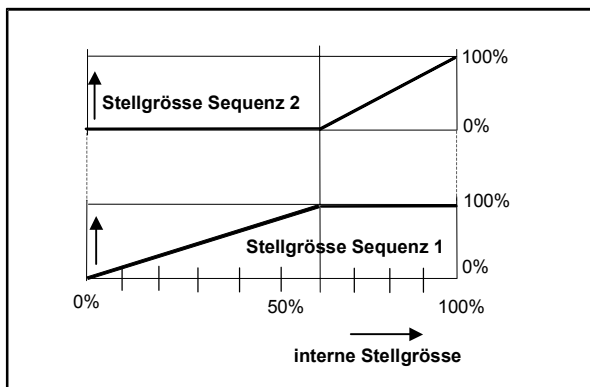 100%
Stellgrösse Sequenz 2
0%
100%
Stellgrösse Sequenz 1
0%
0% 50% 100%
interne Stellgrösse